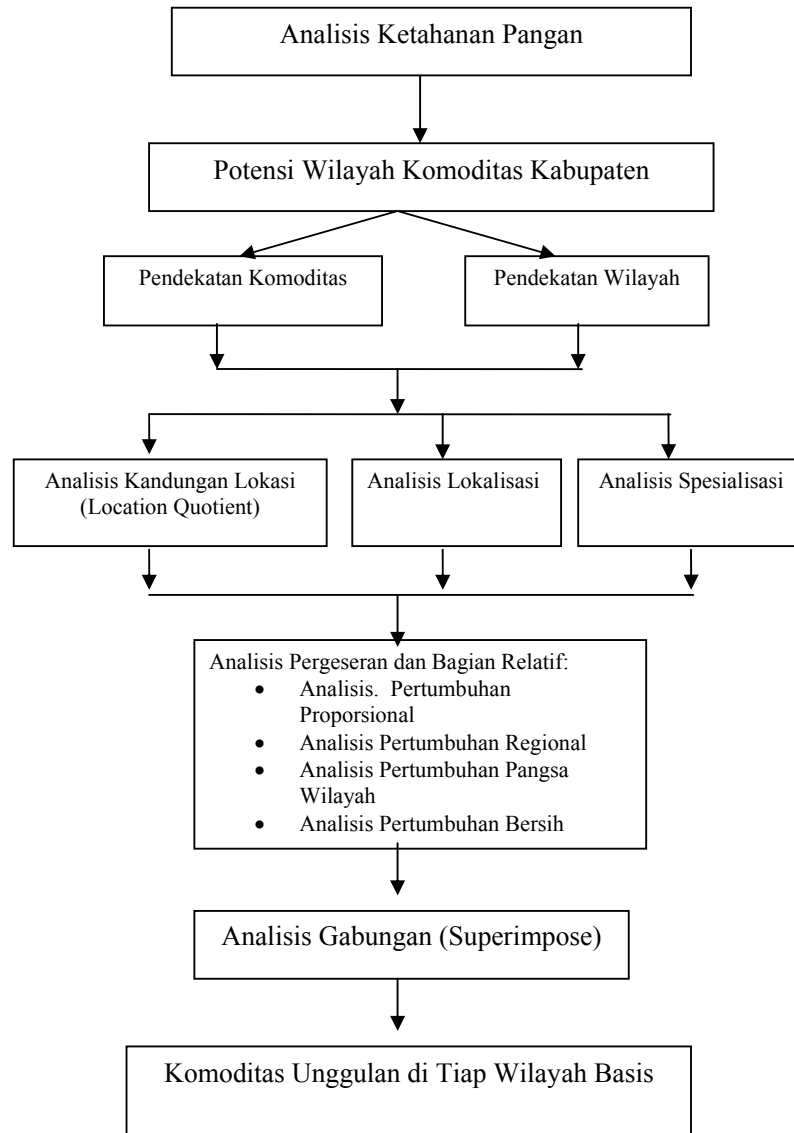 Analisis Ketahanan Pangan
Potensi Wilayah Komoditas Kabupaten
Pendekatan Komoditas
Pendekatan Wilayah
Analisis Kandungan Lokasi
(Location Quotient)
Analisis Lokalisasi
Analisis Spesialisasi
Analisis Pergeseran dan Bagian Relatif:
• Analisis. Pertumbuhan
Proporsional
• Analisis Pertumbuhan Regional
• Analisis Pertumbuhan Pangsa
Wilayah
• Analisis Pertumbuhan Bersih
Analisis Gabungan (Superimpose)
Komoditas Unggulan di Tiap Wilayah Basis